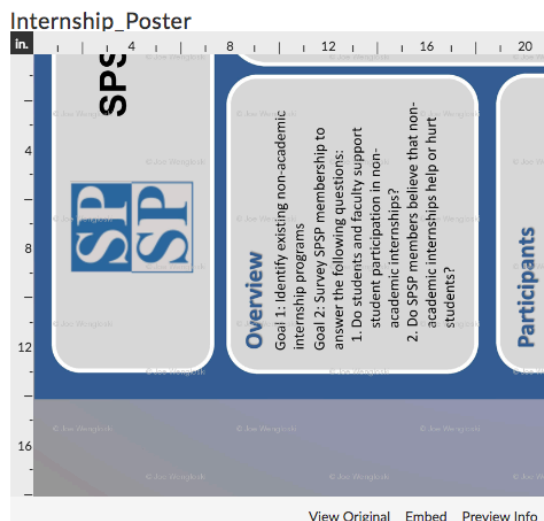 Internship_Poster
in.
4
8
12
16
20
4
8
12
16
SPS
SP
SP
Overview
Goal 1: Identify existing non-academic
internship programs
Goal 2: Survey SPSP membership to
answer the following questions:
1. Do students and faculty support
student participation in non-
academic internships?
2. Do SPSP members believe that non-
academic internships help or hurt
students?
Participants
View Original Embed Preview Info